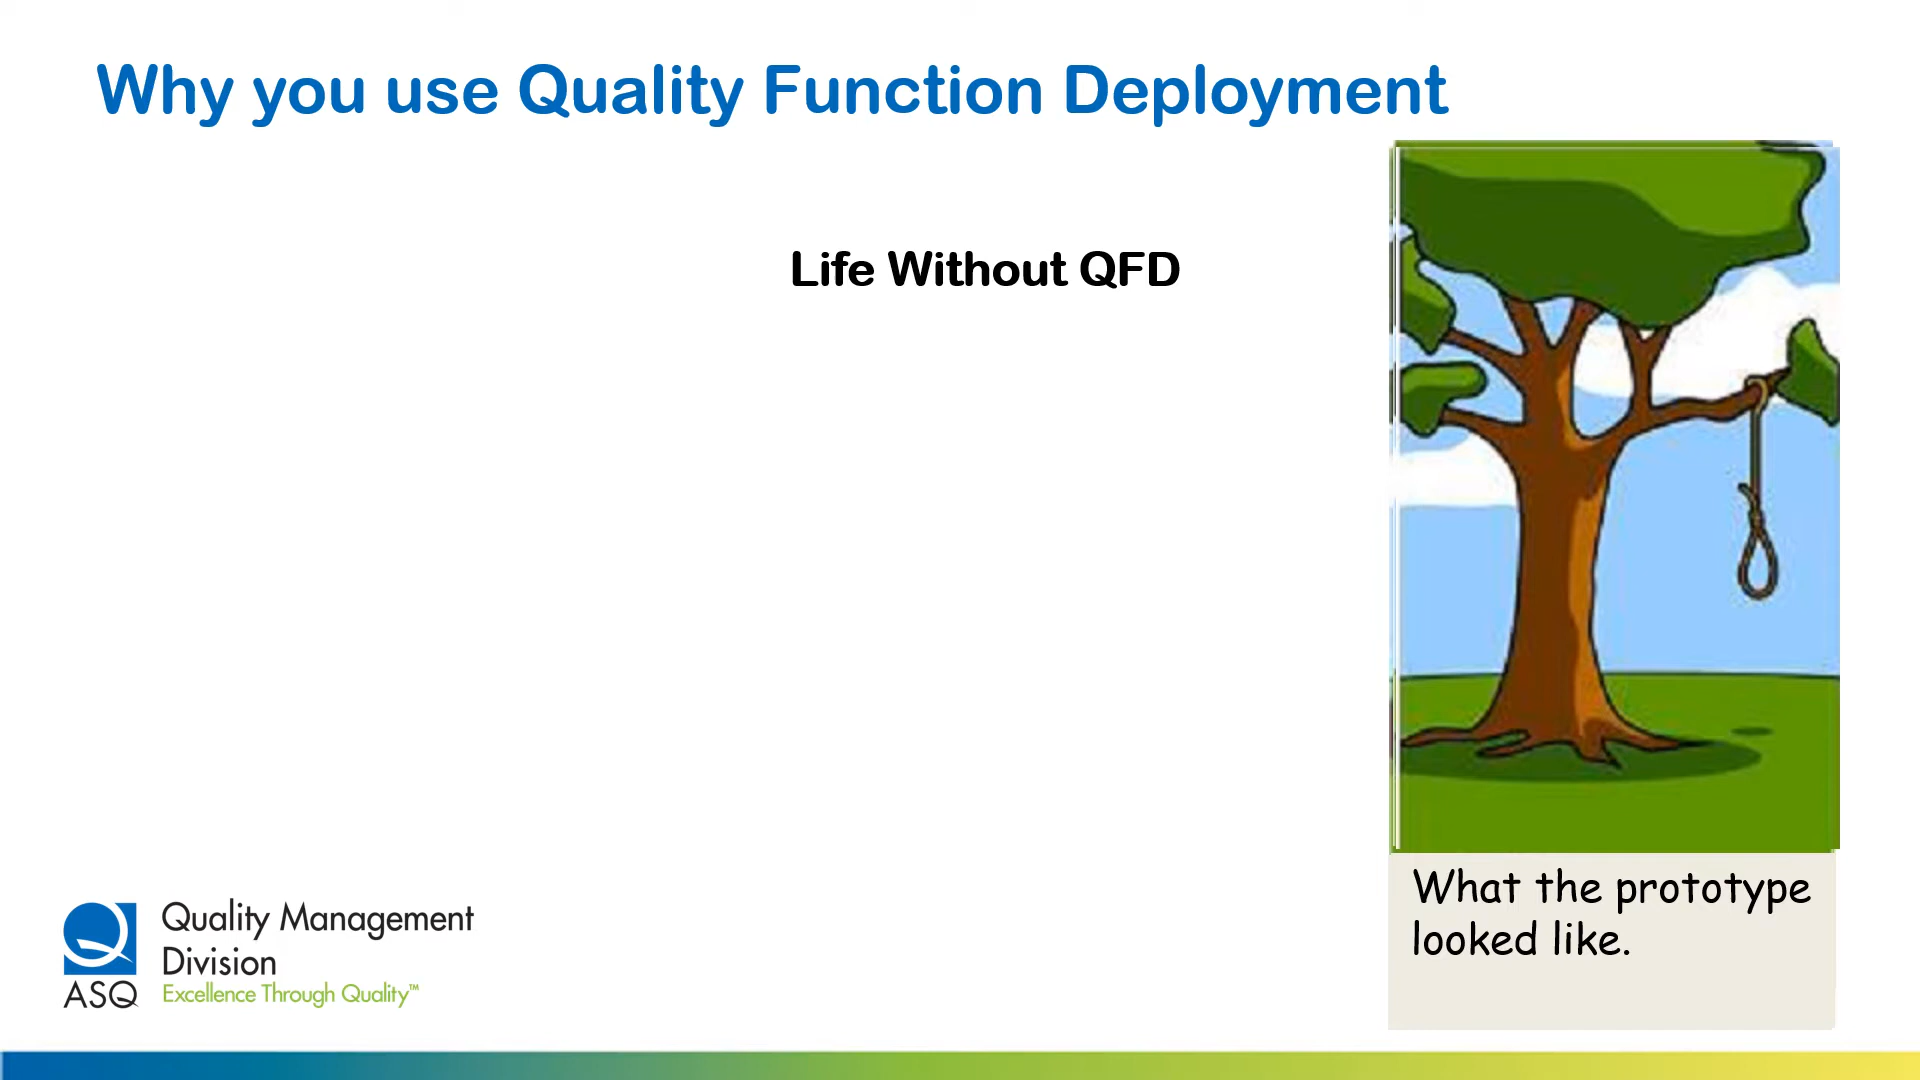 Why you use Quality Function Deployment
Life Without QFD
What the prototype
looked like.
Quality Management
Division
ASQ
Excellence Through Quality™